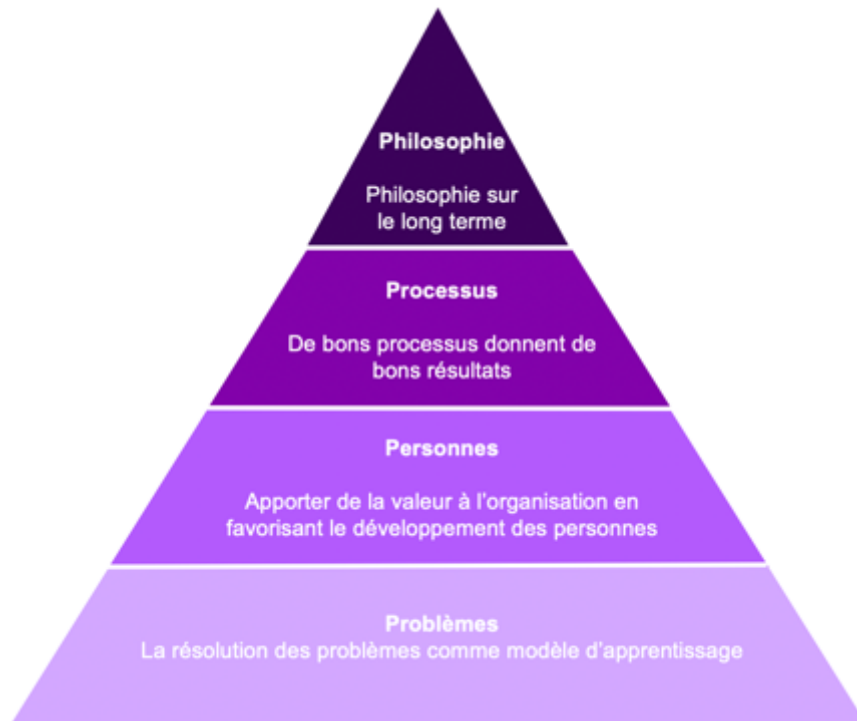 Philosophie
Philosophie sur
le long terme
Processus
De bons processus donnent de
bons résultats
Personnes
Apporter de la valeur à l'organisation en
favorisant le développement des personnes
Problèmes
La résolution des problèmes comme modèle d'apprentissage